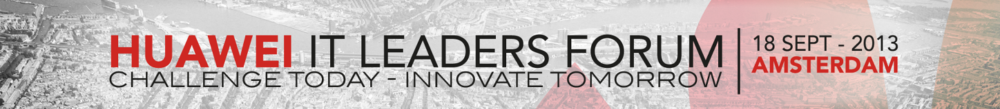 HUAWEI IT LEADERS FORUM
CHALLENGE TODAY - INNOVATE TOMORROW
18 SEPT - 2013
AMSTERDAM